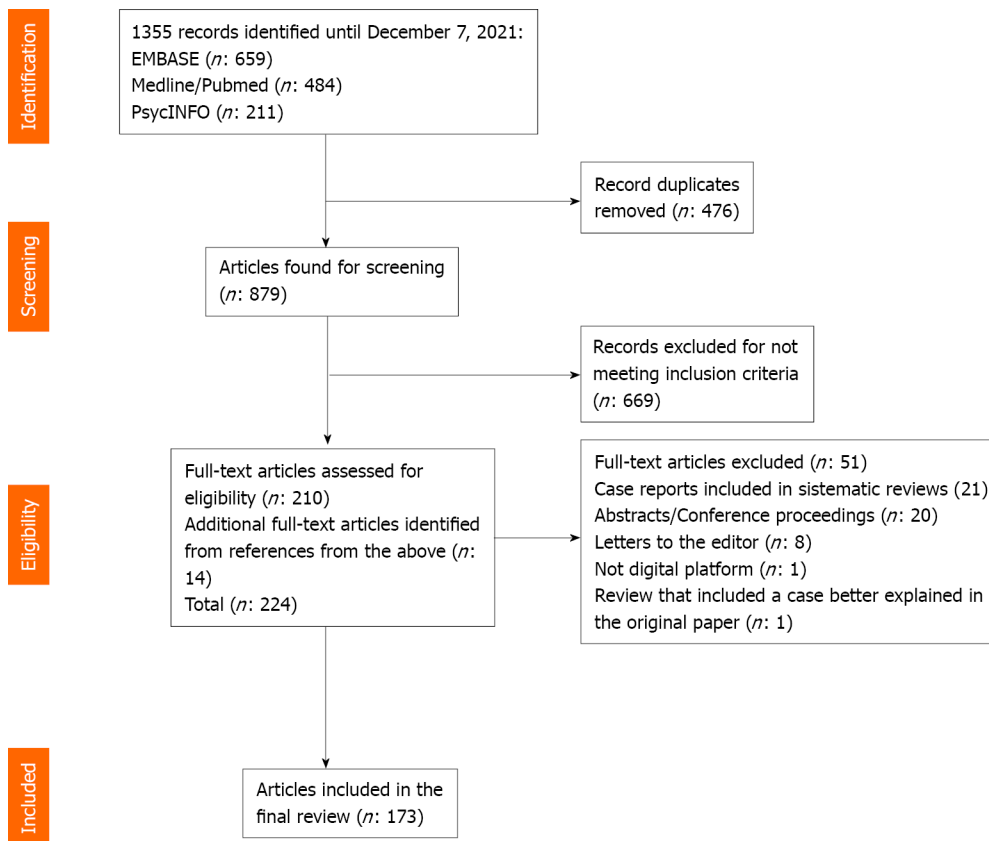 Identification
1355 records identified until December 7, 2021:
EMBASE (n: 659)
Medline/Pubmed (n: 484)
PsycINFO (n: 211)
Record duplicates
removed (n: 476)
Screening
Articles found for screening
(n: 879)
Records excluded for not
meeting inclusion criteria
(n: 669)
Eligibility
Full-text articles assessed for
eligibility (n: 210)
Additional full-text articles identified
from references from the above (n:
14)
Total (n: 224)
Full-text articles excluded (n: 51)
Case reports included in sistematic reviews (21)
Abstracts/Conference proceedings (n: 20)
Letters to the editor (n: 8)
Not digital platform (n: 1)
Review that included a case better explained in
the original paper (n: 1)
Included
Articles included in the
final review (n: 173)